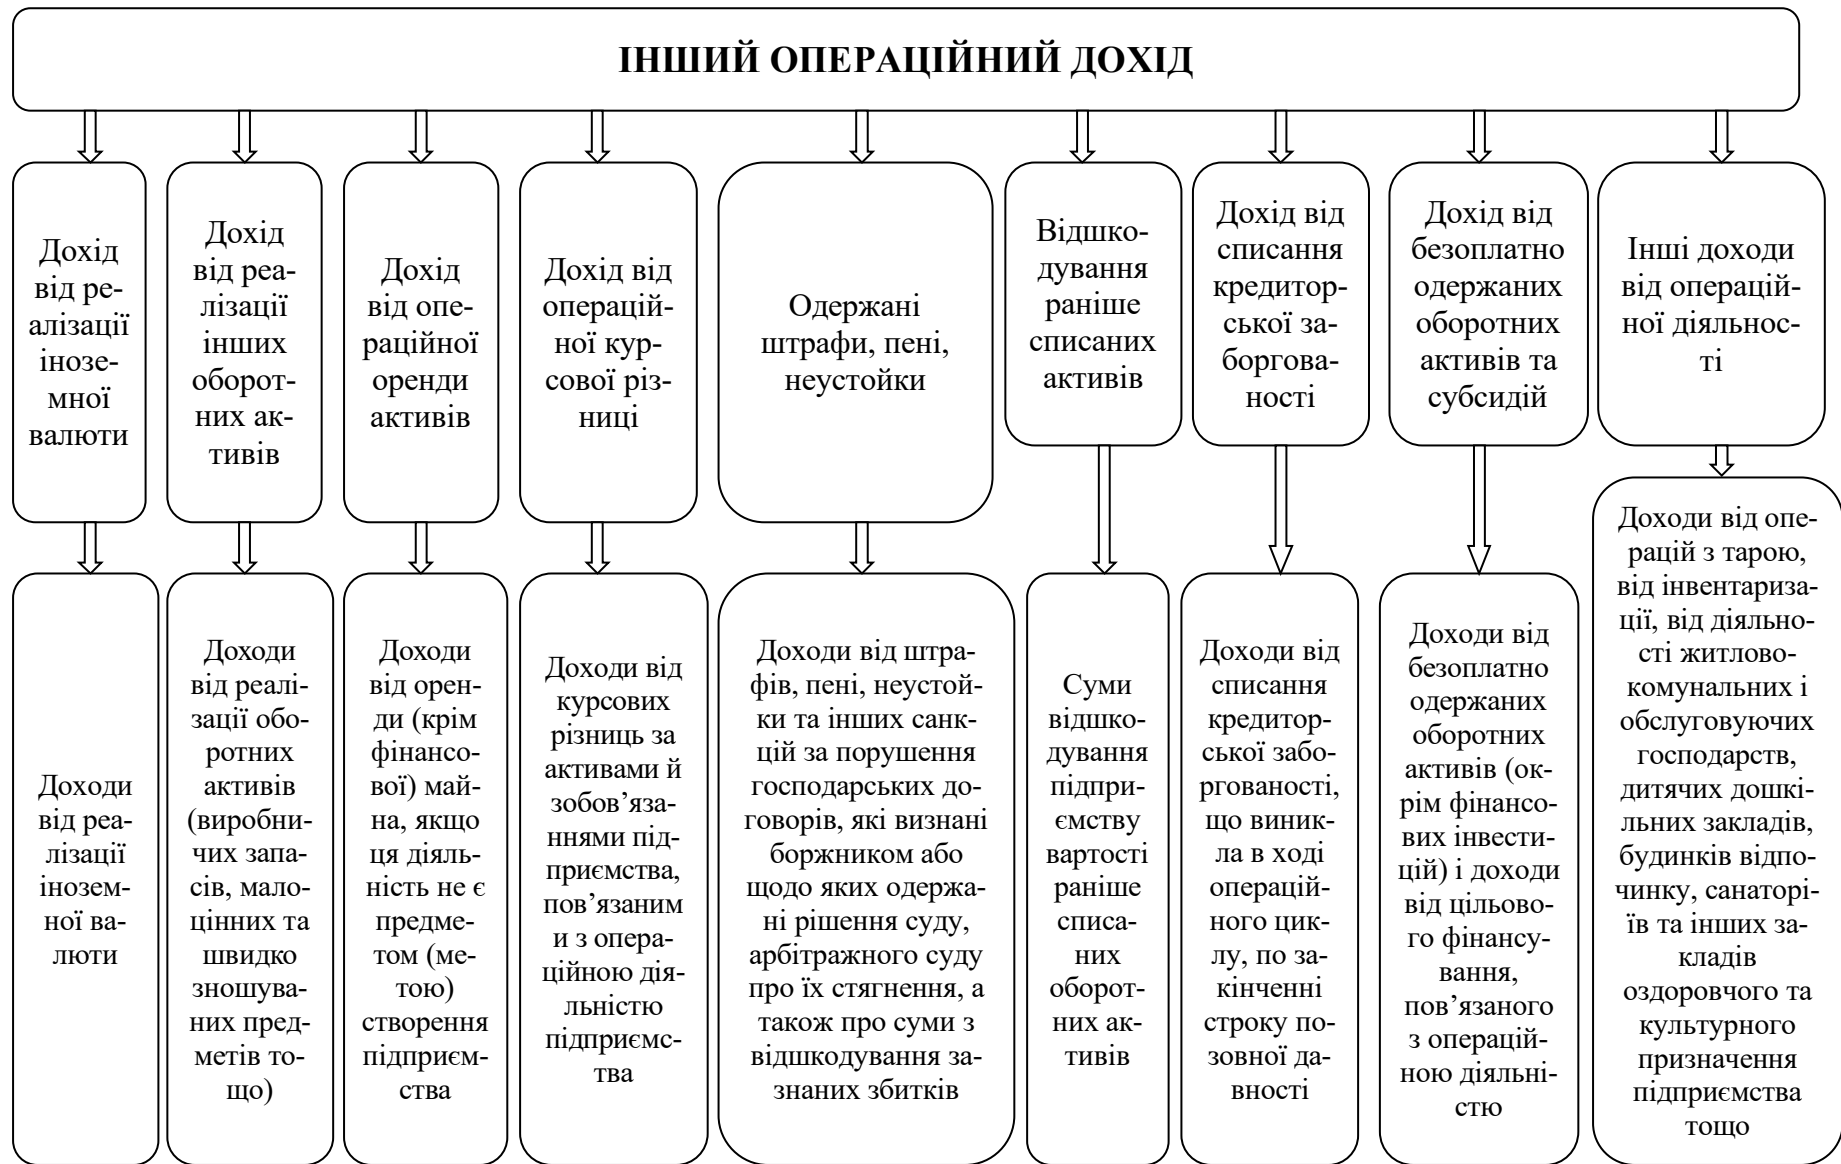 ІНШИЙ ОПЕРАЦІЙНИЙ ДОХІД
Дохід
від ре-
алізації
інозе-
мної
валюти
Дохід
від реа-
лізації
інших
оборот-
них ак-
тивів
Дохід
від опе-
раційної
оренди
активів
Дохід від
операцій-
ної кур-
сової різ-
ниці
Одержані
штрафи, пені,
неустойки
Відшко-
дування
раніше
списаних
активів
Дохід від
списання
кредитор-
ської за-
боргова-
ності
Дохід від
безоплатно
одержаних
оборотних
активів та
субсидій
Інші доходи
від операцій-
ної діяльнос-
ті
Доходи
від реа-
лізації
інозем-
ної ва-
люти
Доходи
від реалі-
зації обо-
ротних
активів
(виробни-
чих запа-
сів, мало-
цінних та
швидко
зношува-
них пред-
метів то-
що)
Доходи
від орен-
ди (крім
фінансо-
вої) май-
на, якщо
ця діяль-
ність не є
предме-
том (ме-
тою)
створення
підприєм-
ства
Доходи від
курсових
різниць за
активами й
зобов’яза-
ннями під-
приємства,
пов’язаним
и з опера-
ційною дія-
льністю
підприємс-
тва
Доходи від штра-
фів, пені, неустой-
ки та інших санк-
цій за порушення
господарських до-
говорів, які визнані
боржником або
щодо яких одержа-
ні рішення суду,
арбітражного суду
про їх стягнення, а
також про суми з
відшкодування за-
знаних збитків
Суми
відшко-
дування
підпри-
ємству
вартості
раніше
списа-
них
оборот-
них ак-
тивів
Доходи від
списання
кредитор-
ської забо-
ргованості,
що виник-
ла в ході
операцій-
ного цик-
лу, по за-
кінченні
строку по-
зовної да-
вності
Доходи від
безоплатно
одержаних
оборотних
активів (ок-
рім фінансо-
вих інвести-
цій) і доходи
від цільово-
го фінансу-
вання,
пов’язаного
з операцій-
ною діяльні-
стю
Доходи від опе-
рацій з тарою,
від інвентариза-
ції, від діяльно-
сті житлово-
комунальних і
обслуговуючих
господарств,
дитячих дошкі-
льних закладів,
будинків відпо-
чинку, санаторі-
їв та інших за-
кладів
оздоровчого та
культурного
призначення
підприємства
тощо